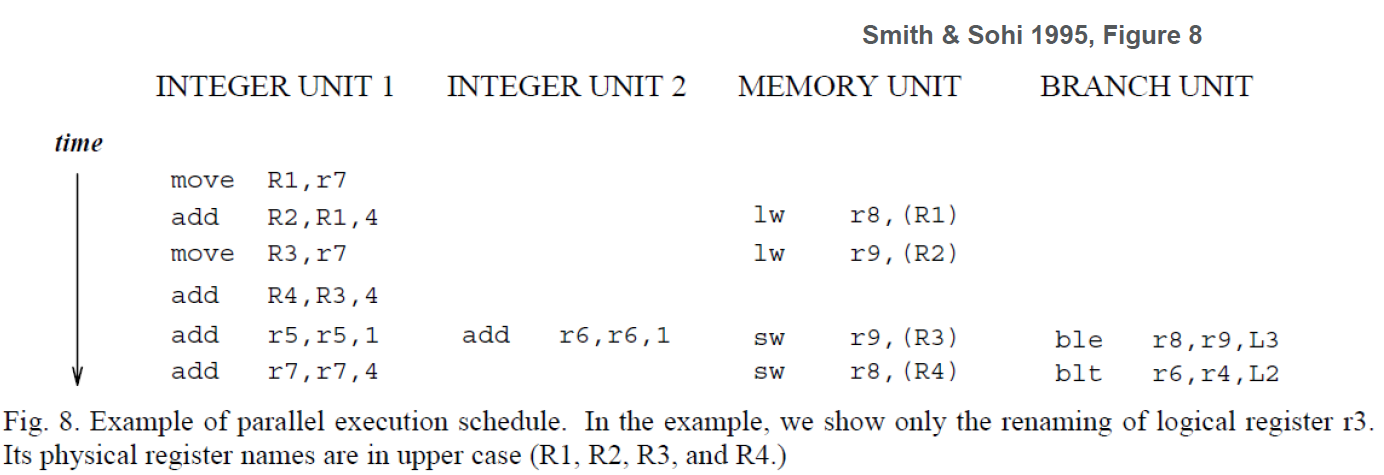 Smith & Sohi 1995, Figure 8
INTEGER UNIT 1 INTEGER UNIT 2 MEMORY UNIT BRANCH UNIT
time
move R1,r7
add R2,R1,4 lw r8,(R1)
move R3,r7 lw r9,(R2)
add R4,R3,4
add r5,r5,1 add r6,r6,1 sw r9,(R3) ble r8,r9,L3
add r7,r7,4 sw r8,(R4) blt r6,r4,L2
Fig. 8. Example of parallel execution schedule. In the example, we show only the renaming of logical register r3.
Its physical register names are in upper case (R1, R2, R3, and R4.)